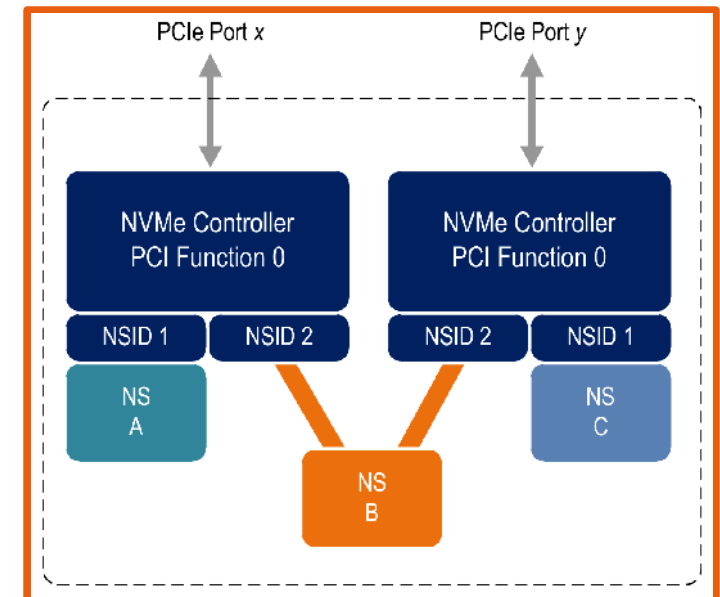 PCIe Port x
PCIe Port y
NVMe Controller
PCI Function 0
NVMe Controller
PCI Function 0
NSID 1
NSID 2
NSID 2
NSID 1
NS
A
NS
C
NS
B